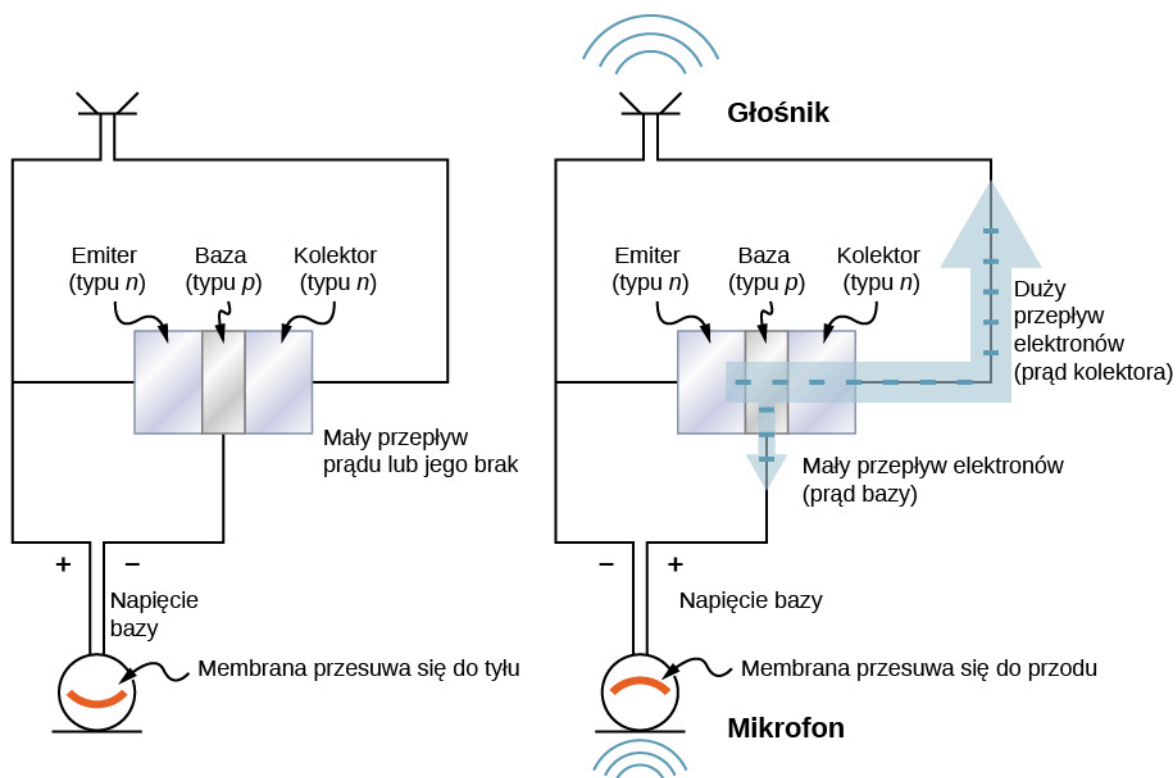 Emiter
(typu n)
Baza
(typu p)
Kolektor
(typu n)
Mały przepływ
prądu lub jego brak
+
−
Napięcie
bazy
Membrana przesuwa się do tyłu
Głośnik
Emiter
(typu n)
Baza
(typu p)
Kolektor
(typu n)
Duży
przepływ
elektronów
(prąd kolektora)
Mały przepływ elektronów
(prąd bazy)
−
+
Napięcie bazy
Membrana przesuwa się do przodu
Mikrofon